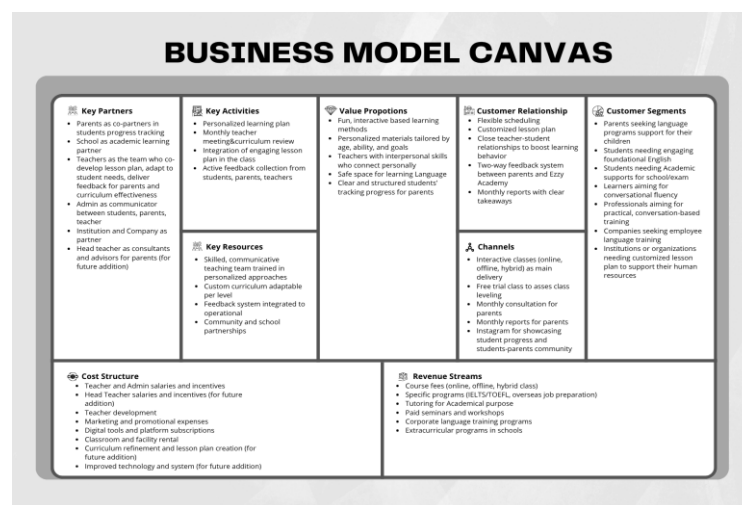 BUSINESS MODEL CANVAS
Key Partners
• Parents as co-partners in
students progress tracking
• School as academic learning
partner
• Teachers as the team who co-
develop lesson plan, adapt to
student needs, deliver
feedback for parents and
curriculum effectiveness
• Admin as communicator
between students, parents,
teacher
• Institution and Company as
partner
• Head teacher as consultants
and advisors for parents (for
future addition)
Key Activities
• Personalized learning plan
• Monthly teacher
meeting&curriculum review
• Integration of engaging lesson
plan in the class
• Active feedback collection from
students, parents, teachers
Key Resources
• Skilled, communicative
teaching team trained in
personalized approaches
• Custom curriculum adaptable
per level
• Feedback system integrated to
operational
• Community and school
partnerships
Value Propotions
• Fun, interactive based learning
methods
• Personalized materials tailored by
age, ability, and goals
• Teachers with interpersonal skills
who connect personally
• Safe space for learning Language
• Clear and structured students'
tracking progress for parents
Customer Relationship
• Flexible scheduling
• Customized lesson plan
• Close teacher-student
relationships to boost learning
behavior
• Two-way feedback system
between parents and Ezzy
Academy
• Monthly reports with clear
takeaways
Channels
• Interactive classes (online,
offline, hybrid) as main
delivery
• Free trial class to asses class
leveling
• Monthly consultation for
parents
• Monthly reports for parents
• Instagram for showcasing
student progress and
students-parents community
Customer Segments
• Parents seeking language
programs support for their
children
• Students needing engaging
foundational English
• Students needing Academic
supports for school/exam
• Learners aiming for
conversational fluency
• Professionals aiming for
practical, conversation-based
training
• Companies seeking employee
language training
• Institutions or organizations
needing customized lesson
plan to support their human
resources
Cost Structure
• Teacher and Admin salaries and incentives
• Head Teacher salaries and incentives (for future
addition)
• Teacher development
• Marketing and promotional expenses
• Digital tools and platform subscriptions
• Classroom and facility rental
• Curriculum refinement and lesson plan creation (for
future addition)
• Improved technology and system (for future addition)
Revenue Streams
• Course fees (online, offline, hybrid class)
• Specific programs (IELTS/TOEFL, overseas job preparation)
• Tutoring for Academical purpose
• Paid seminars and workshops
• Corporate language training programs
• Extracurricular programs in schools